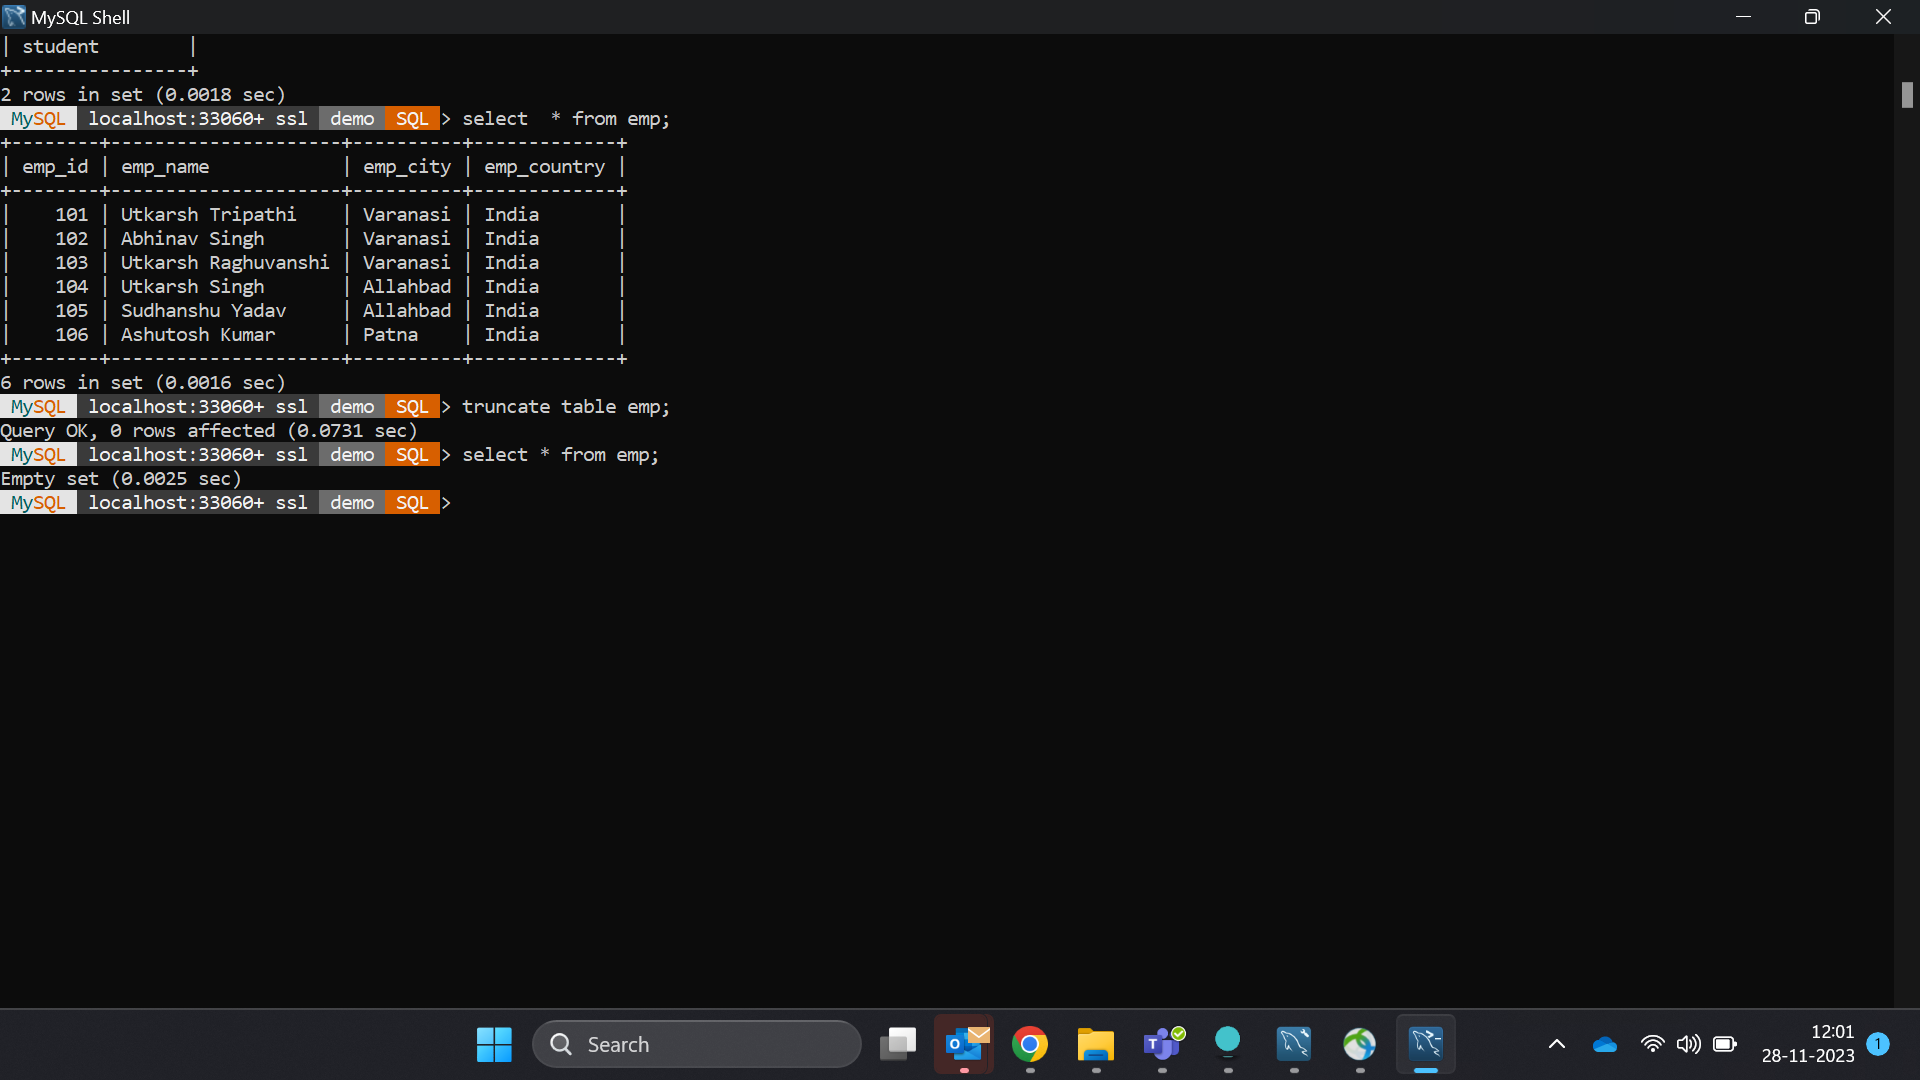 MySQL Shell
| student        |
+----------------+
2 rows in set (0.0018 sec)
MySQL localhost:33060+ ssl demo SQL > select  * from emp;
+--------+---------------------+----------+-------------+
| emp_id | emp_name            | emp_city | emp_country |
+--------+---------------------+----------+-------------+
|    101 | Utkarsh Tripathi    | Varanasi | India       |
|    102 | Abhinav Singh       | Varanasi | India       |
|    103 | Utkarsh Raghuvanshi | Varanasi | India       |
|    104 | Utkarsh Singh       | Allahbad | India       |
|    105 | Sudhanshu Yadav     | Allahbad | India       |
|    106 | Ashutosh Kumar      | Patna    | India       |
+--------+---------------------+----------+-------------+
6 rows in set (0.0016 sec)
MySQL localhost:33060+ ssl demo SQL > truncate table emp;
Query OK, 0 rows affected (0.0731 sec)
MySQL localhost:33060+ ssl demo SQL > select * from emp;
Empty set (0.0025 sec)
MySQL localhost:33060+ ssl demo SQL >
Search
12:01
28-11-2023
1